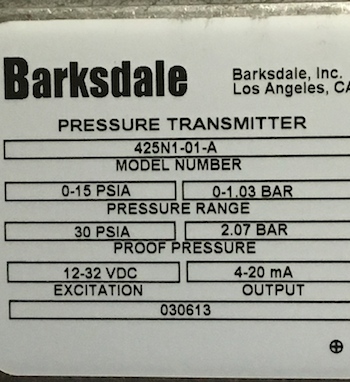 Barksdale
Barksdale, Inc.
Los Angeles, CA
PRESSURE TRANSMITTER
425N1-01-A
MODEL NUMBER
0-15 PSIA 0-1.03 BAR
PRESSURE RANGE
30 PSIA 2.07 BAR
PROOF PRESSURE
12-32 VDC 4-20 mA
EXCITATION OUTPUT
030613